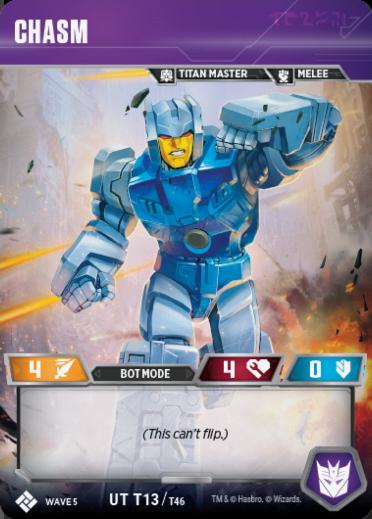 CHASM
TITAN MASTER MELEE
4 BOT MODE 4 0
(This can't flip.)
WAVE 5 UT T13 / T46 TM & © Hasbro. © Wizards.